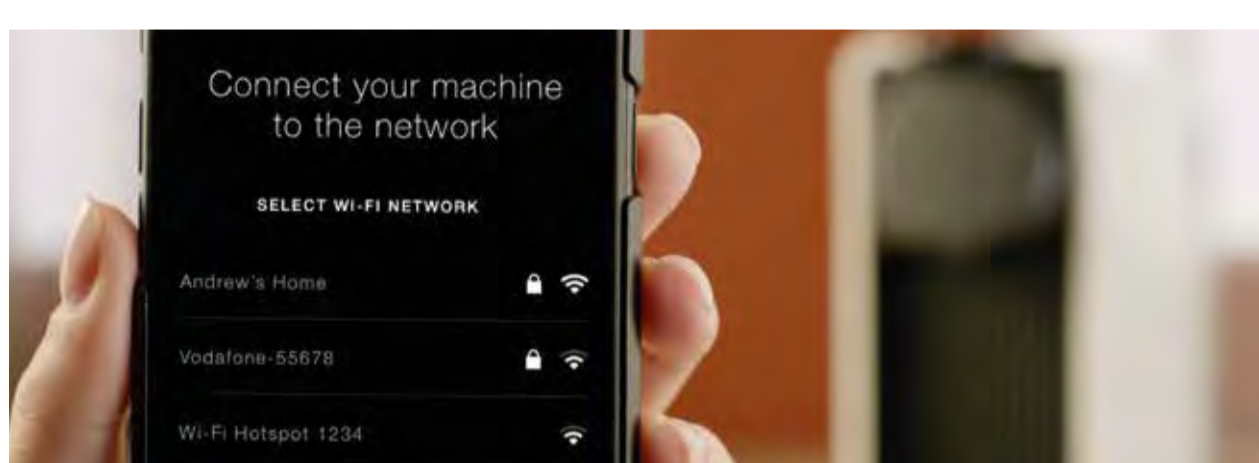 Connect your machine
to the network
SELECT WI-FI NETWORK
Andrew's Home
Vodafone-55678
Wi-Fi Hotspot 1234